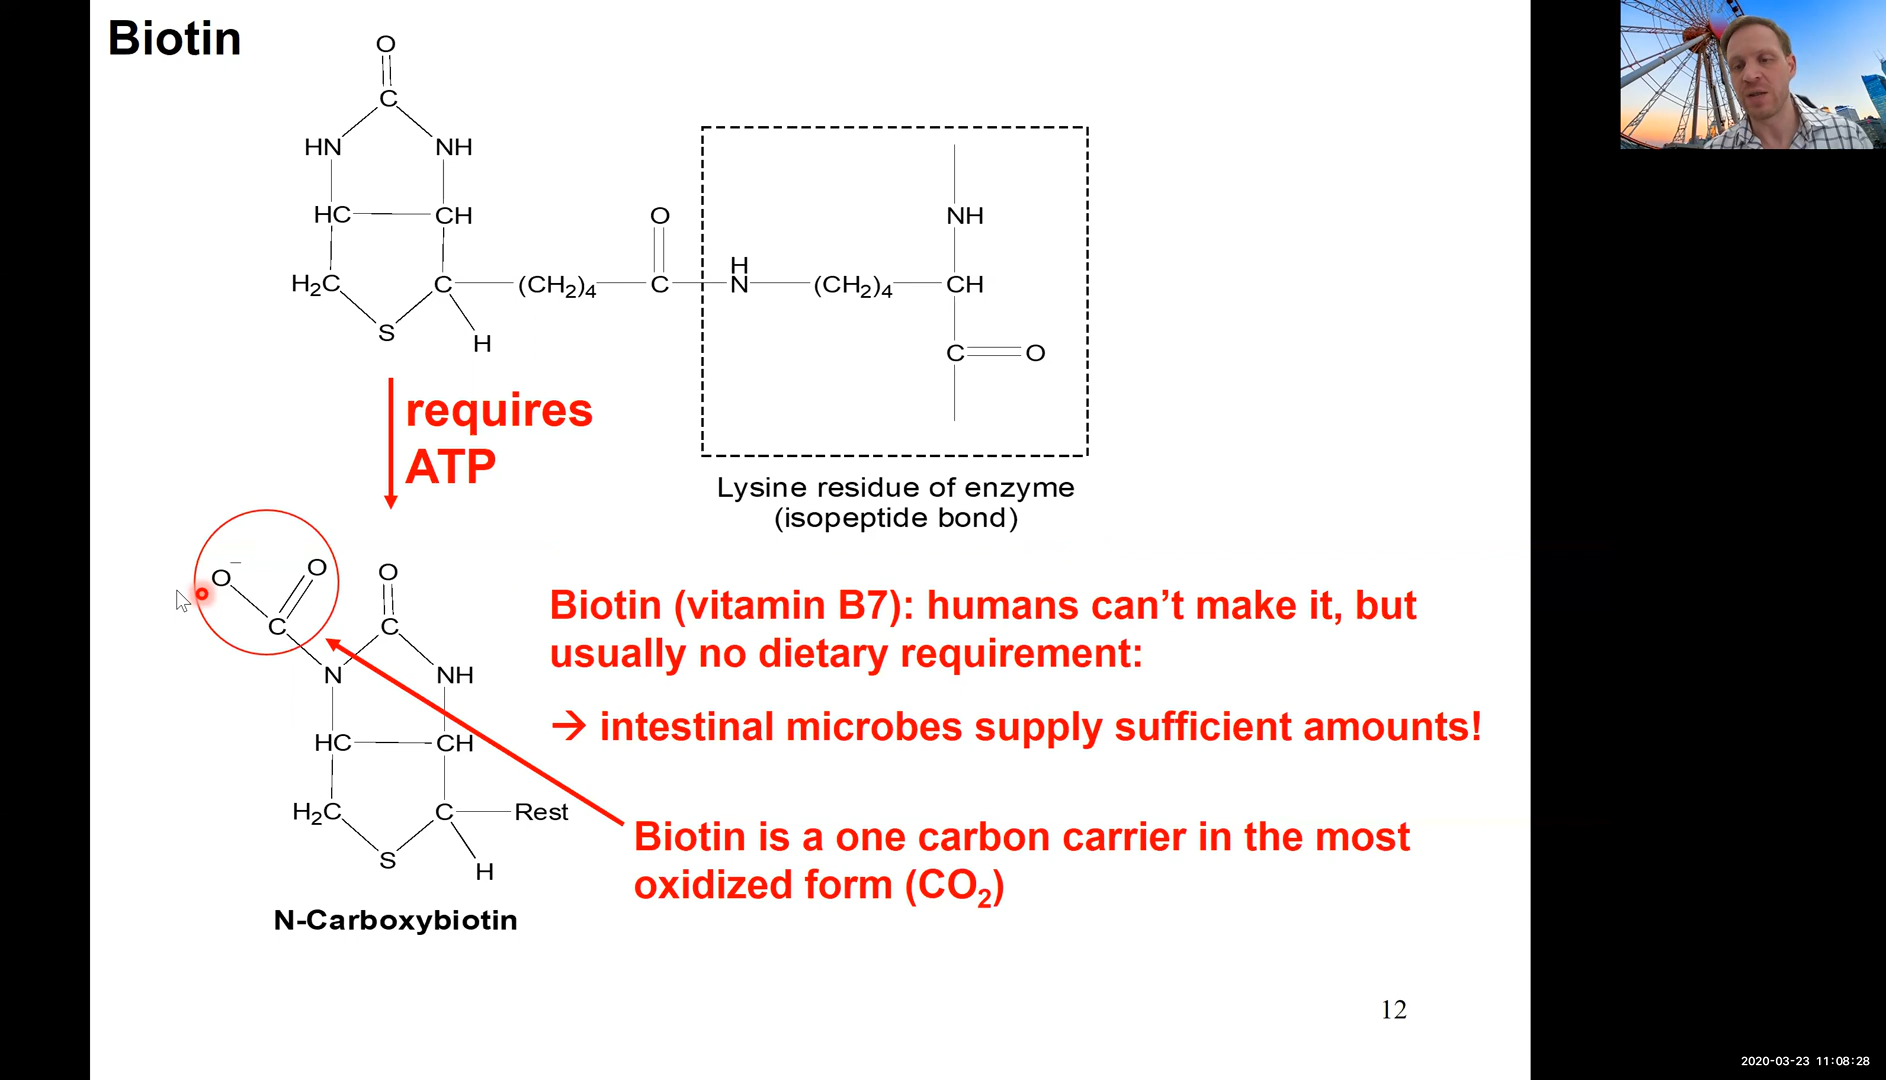 Biotin
O
C
HN NH
HC CH
O
NH
H₂C C (CH₂)₄ C
H
N (CH₂)₄ CH
S
H
C O
requires
ATP
Lysine residue of enzyme
(isopeptide bond)
O⁻ O O
C C
N NH
HC CH
H₂C C Rest
S
H
N-Carboxybiotin
Biotin (vitamin B7): humans can’t make it, but
usually no dietary requirement:
→ intestinal microbes supply sufficient amounts!
Biotin is a one carbon carrier in the most
oxidized form (CO₂)
12
2020-03-23 11:08:28